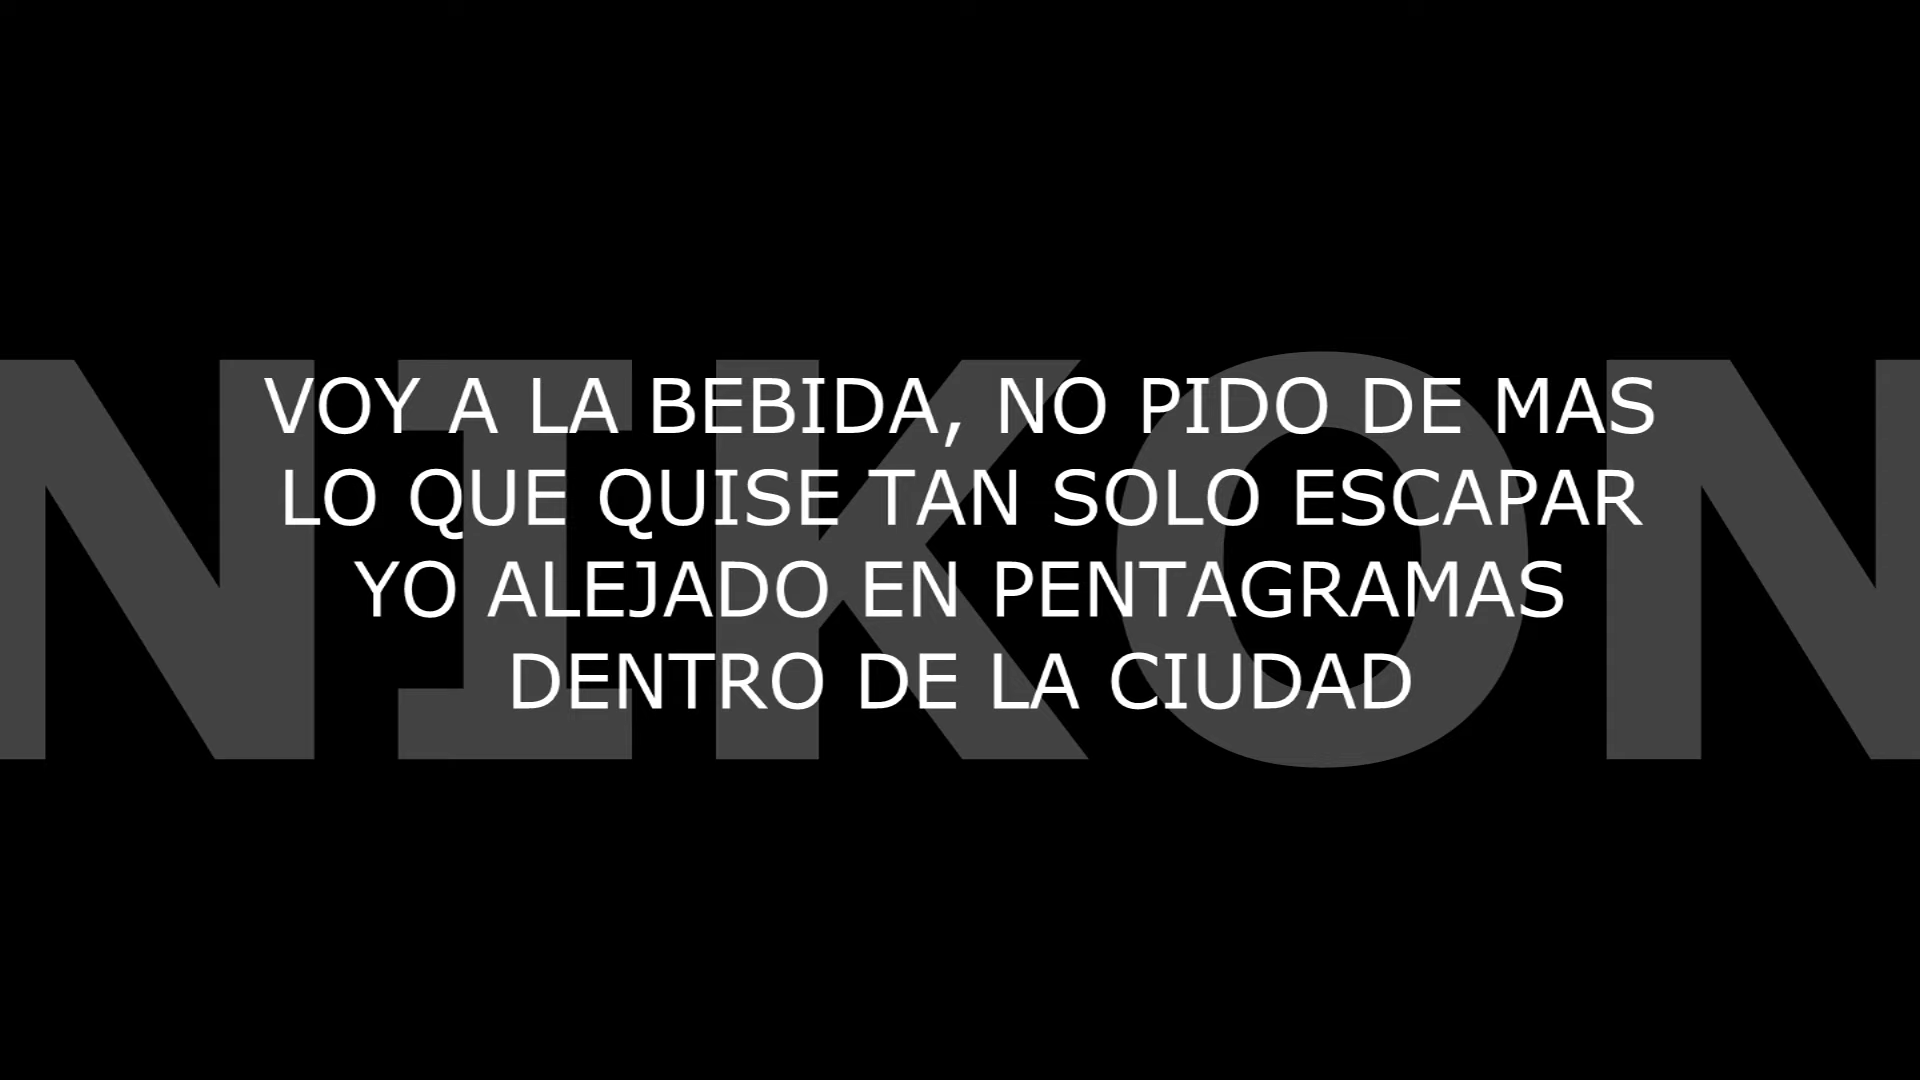 NIKON
VOY A LA BEBIDA, NO PIDO DE MAS
LO QUE QUISE TAN SOLO ESCAPAR
YO ALEJADO EN PENTAGRAMAS
DENTRO DE LA CIUDAD